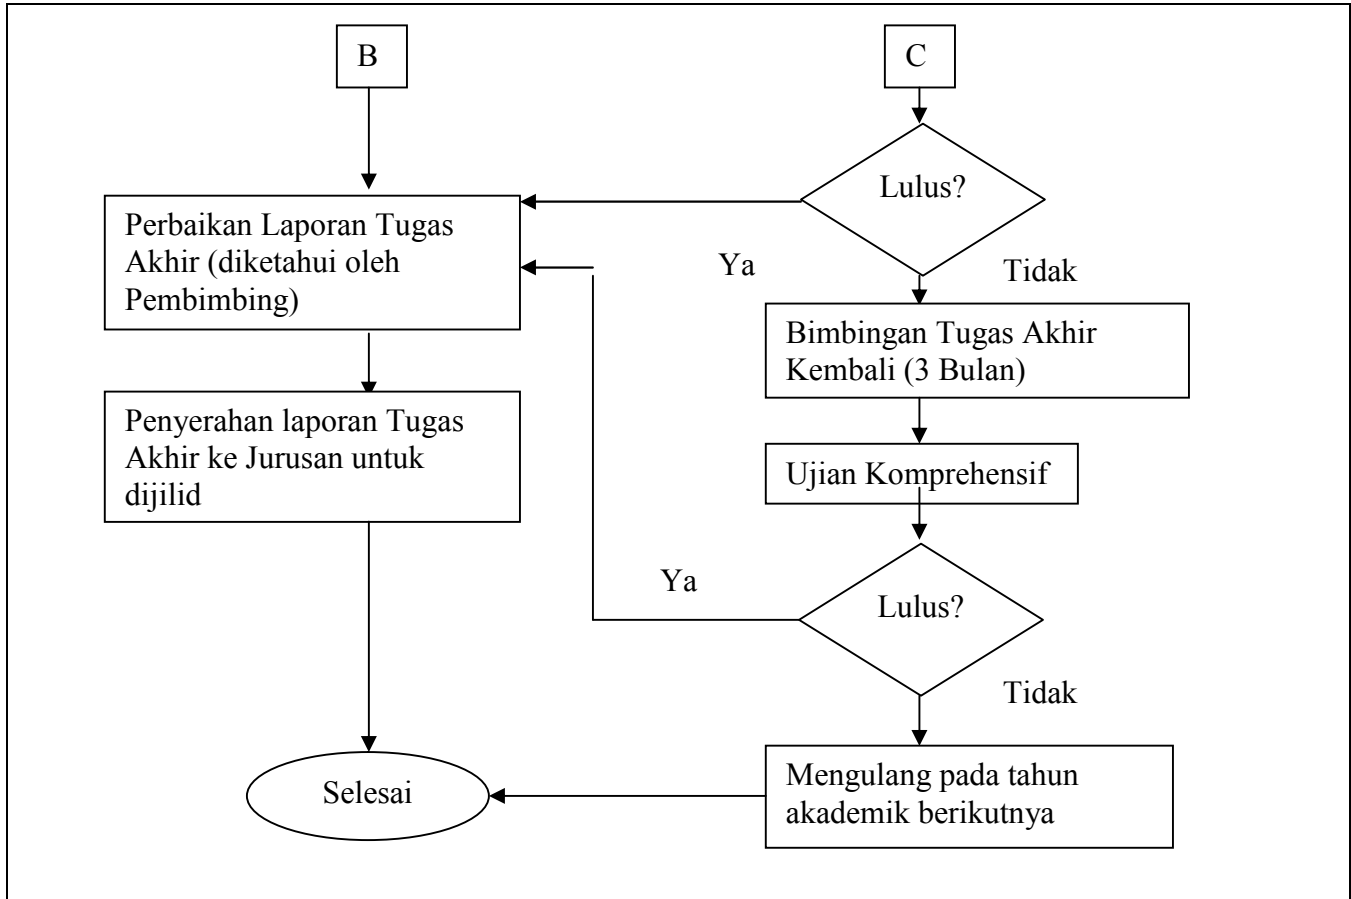 B
C
Lulus?
Perbaikan Laporan Tugas
Akhir (diketahui oleh
Pembimbing)
Ya
Tidak
Bimbingan Tugas Akhir
Kembali (3 Bulan)
Penyerahan laporan Tugas
Akhir ke Jurusan untuk
dijilid
Ujian Komprehensif
Ya
Lulus?
Tidak
Selesai
Mengulang pada tahun
akademik berikutnya